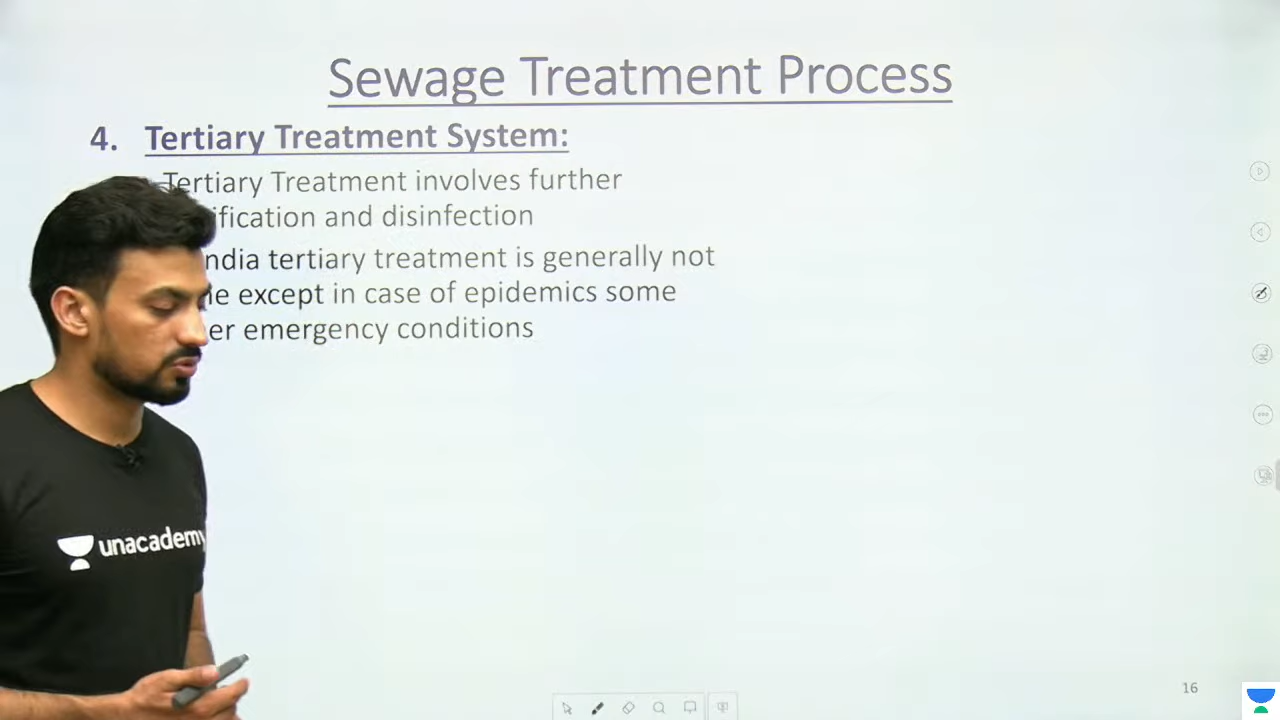 Sewage Treatment Process
4. Tertiary Treatment System:
Tertiary Treatment involves further
ification and disinfection
ndia tertiary treatment is generally not
e except in case of epidemics some
er emergency conditions
unacademy
16